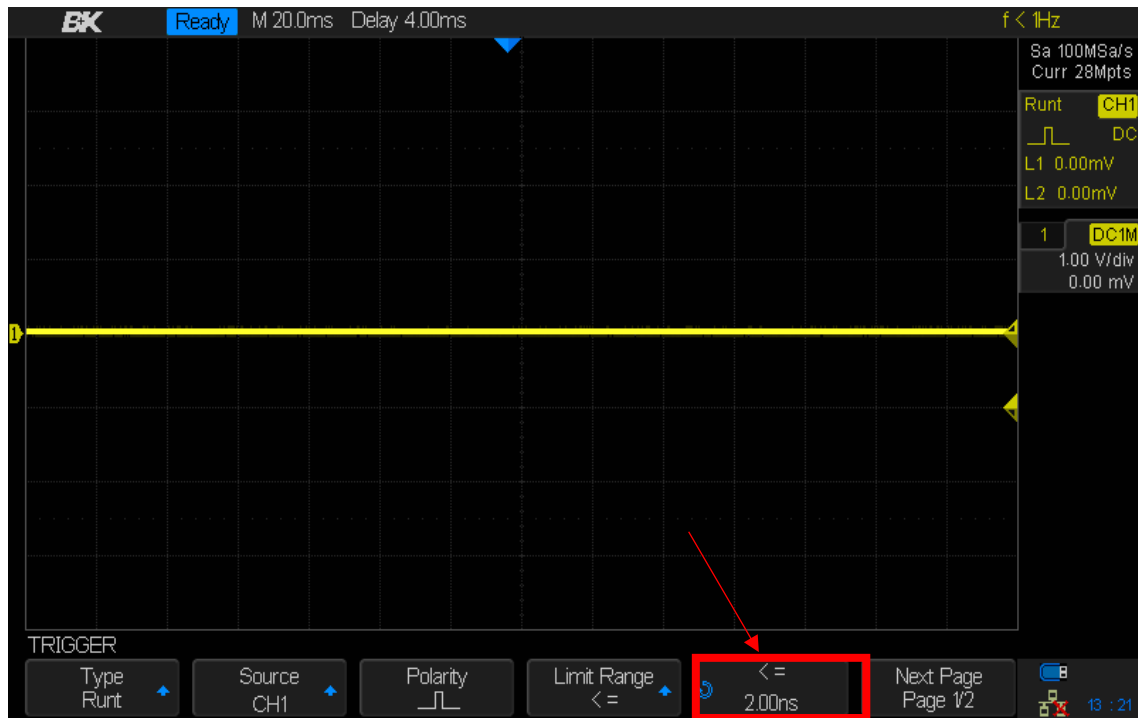 BK Ready M 20.0ms Delay 4.00ms f < 1Hz
Sa 100MSa/s
Curr 28Mpts
Runt CH1
DC
L1 0.00mV
L2 0.00mV
1 DC1M
1.00 V/div
0.00 mV
1
TRIGGER
Type
Runt
Source
CH1
Polarity
Limit Range
< =
< =
2.00ns
Next Page
Page 1/2
13 : 21